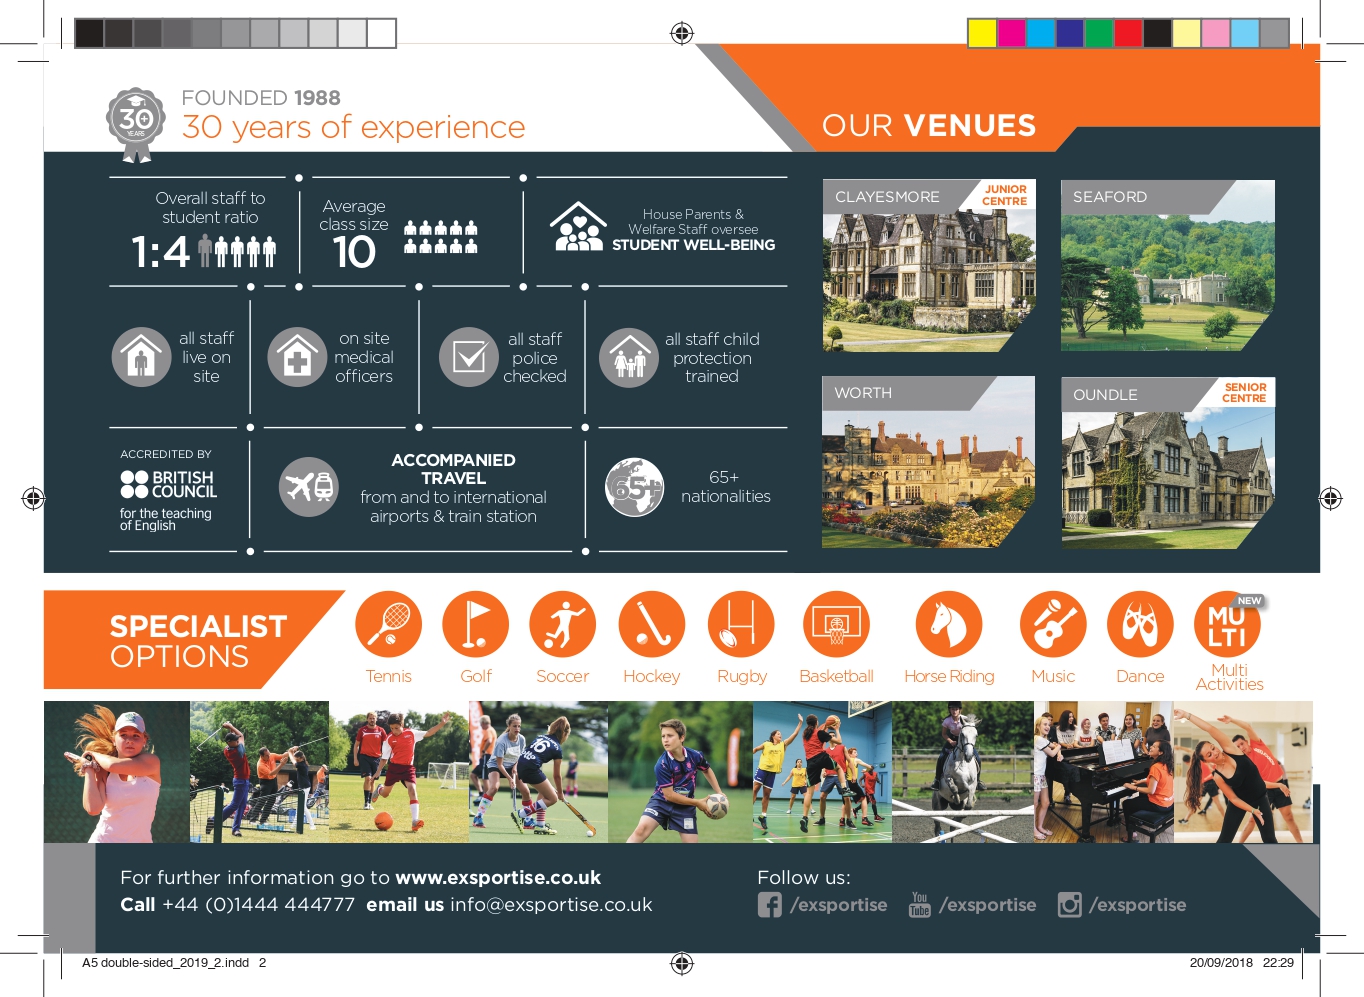 FOUNDED 1988
30 years of experience
30+
YEARS
OUR VENUES
Overall staff to
student ratio
1:4
Average
class size
10
House Parents &
Welfare Staff oversee
STUDENT WELL-BEING
all staff
live on
site
on site
medical
officers
all staff
police
checked
all staff child
protection
trained
ACCREDITED BY
BRITISH
COUNCIL
for the teaching
of English
ACCOMPANIED
TRAVEL
from and to international
airports & train station
65+
65+
nationalities
CLAYESMORE
JUNIOR
CENTRE
SEAFORD
WORTH
OUNDLE
SENIOR
CENTRE
SPECIALIST
OPTIONS
Tennis
Golf
Soccer
Hockey
Rugby
Basketball
Horse Riding
Music
Dance
NEW
MU
LTI
Multi
Activities
16
For further information go to www.exsportise.co.uk
Call +44 (0)1444 444777 email us info@exsportise.co.uk
Follow us:
/exsportise
You
Tube
/exsportise
/exsportise
A5 double-sided_2019_2.indd 2
20/09/2018 22:29